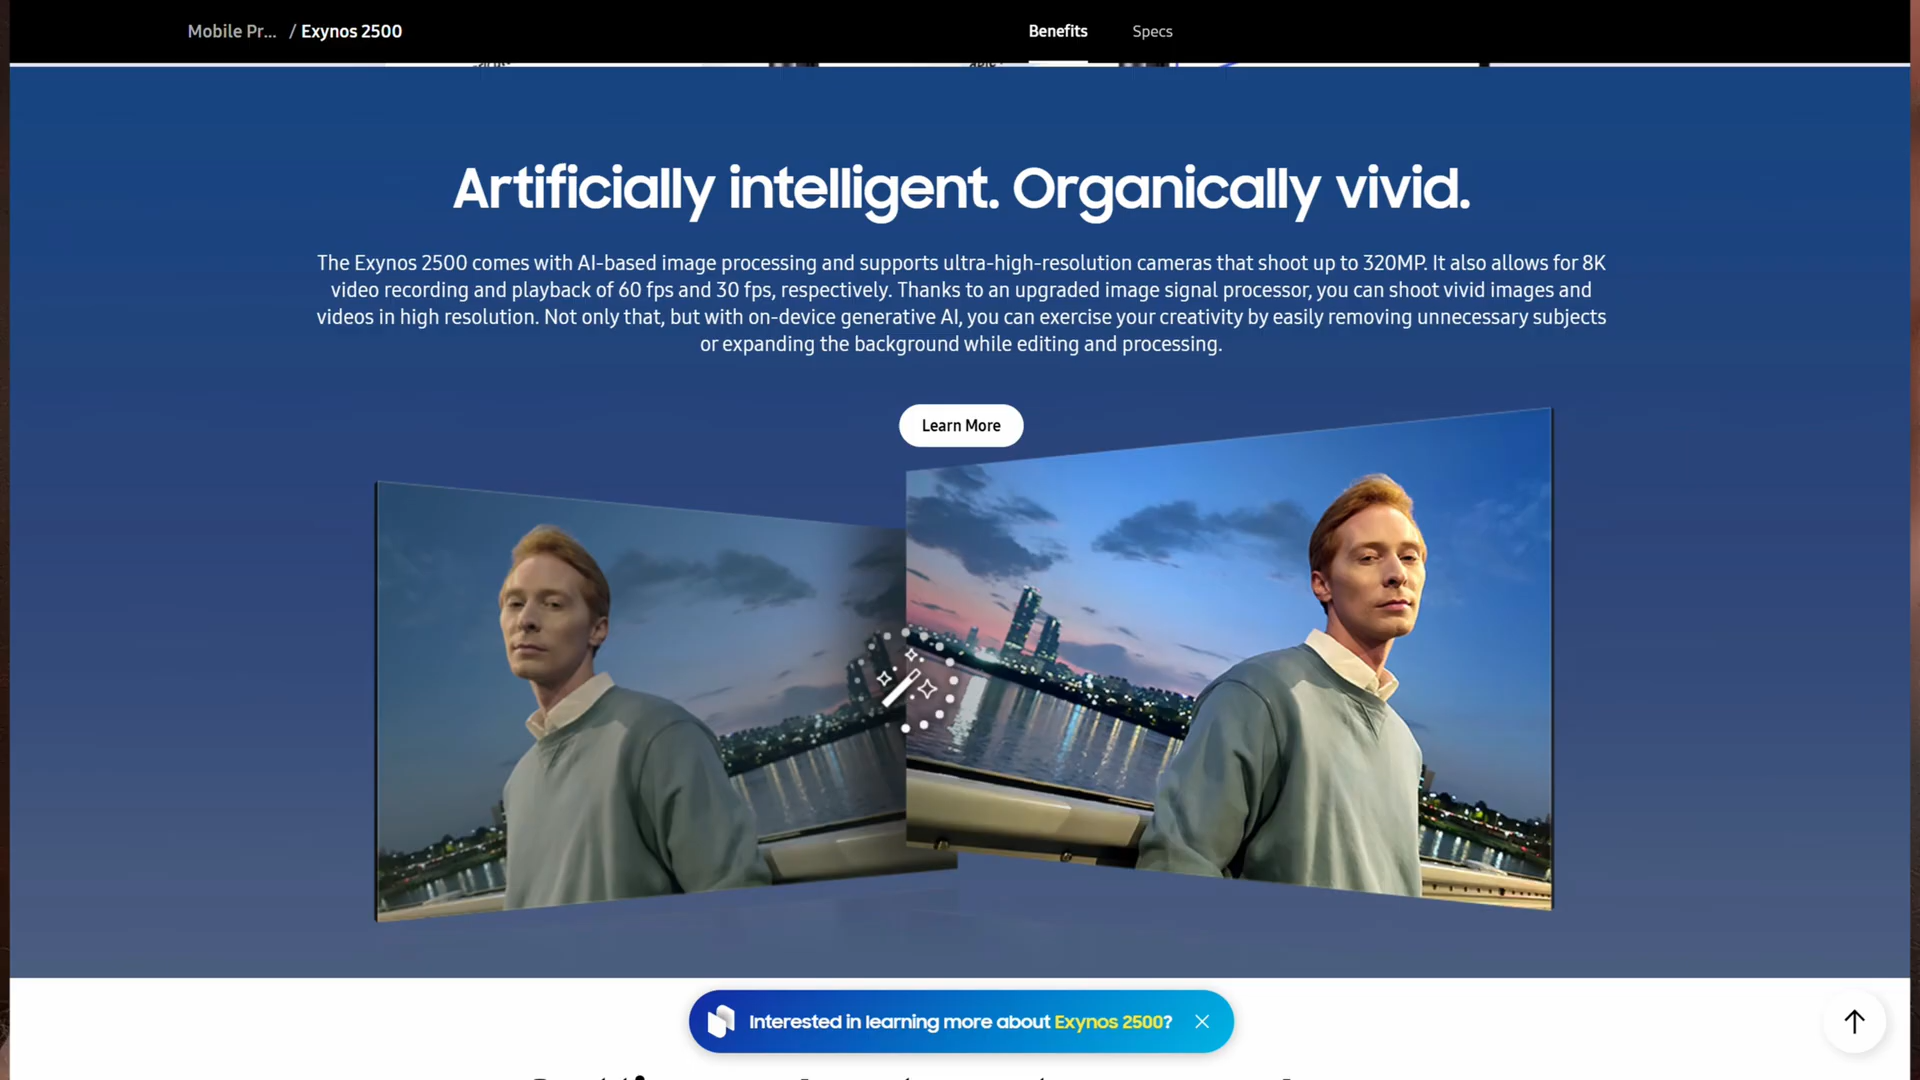 Mobile Pr... / Exynos 2500
Benefits
Specs
Artificially intelligent. Organically vivid.
The Exynos 2500 comes with AI-based image processing and supports ultra-high-resolution cameras that shoot up to 320MP. It also allows for 8K
video recording and playback of 60 fps and 30 fps, respectively. Thanks to an upgraded image signal processor, you can shoot vivid images and
videos in high resolution. Not only that, but with on-device generative AI, you can exercise your creativity by easily removing unnecessary subjects
or expanding the background while editing and processing.
Learn More
Interested in learning more about Exynos 2500?